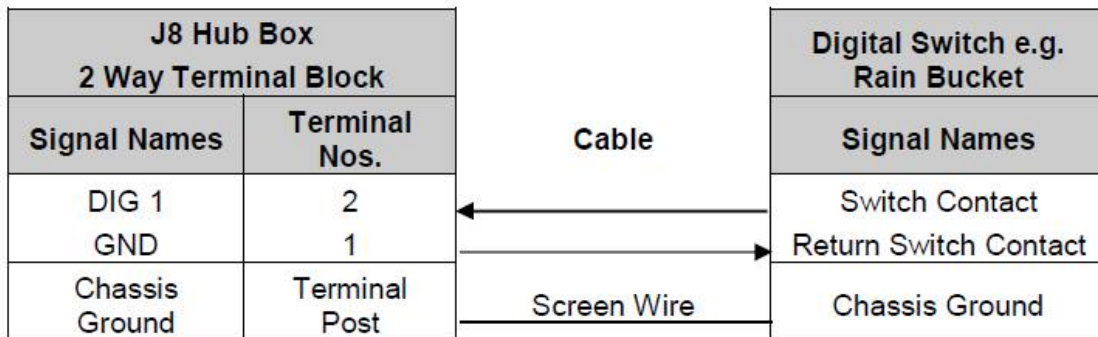 J8 Hub Box
2 Way Terminal Block
Digital Switch e.g.
Rain Bucket
Signal Names
Terminal
Nos.
Cable
Signal Names
DIG 1
2
Switch Contact
GND
1
Return Switch Contact
Chassis
Ground
Terminal
Post
Screen Wire
Chassis Ground